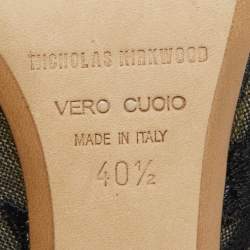 NICHOLAS KIRKWOOD
VERO CUOIO
MADE IN ITALY
40½